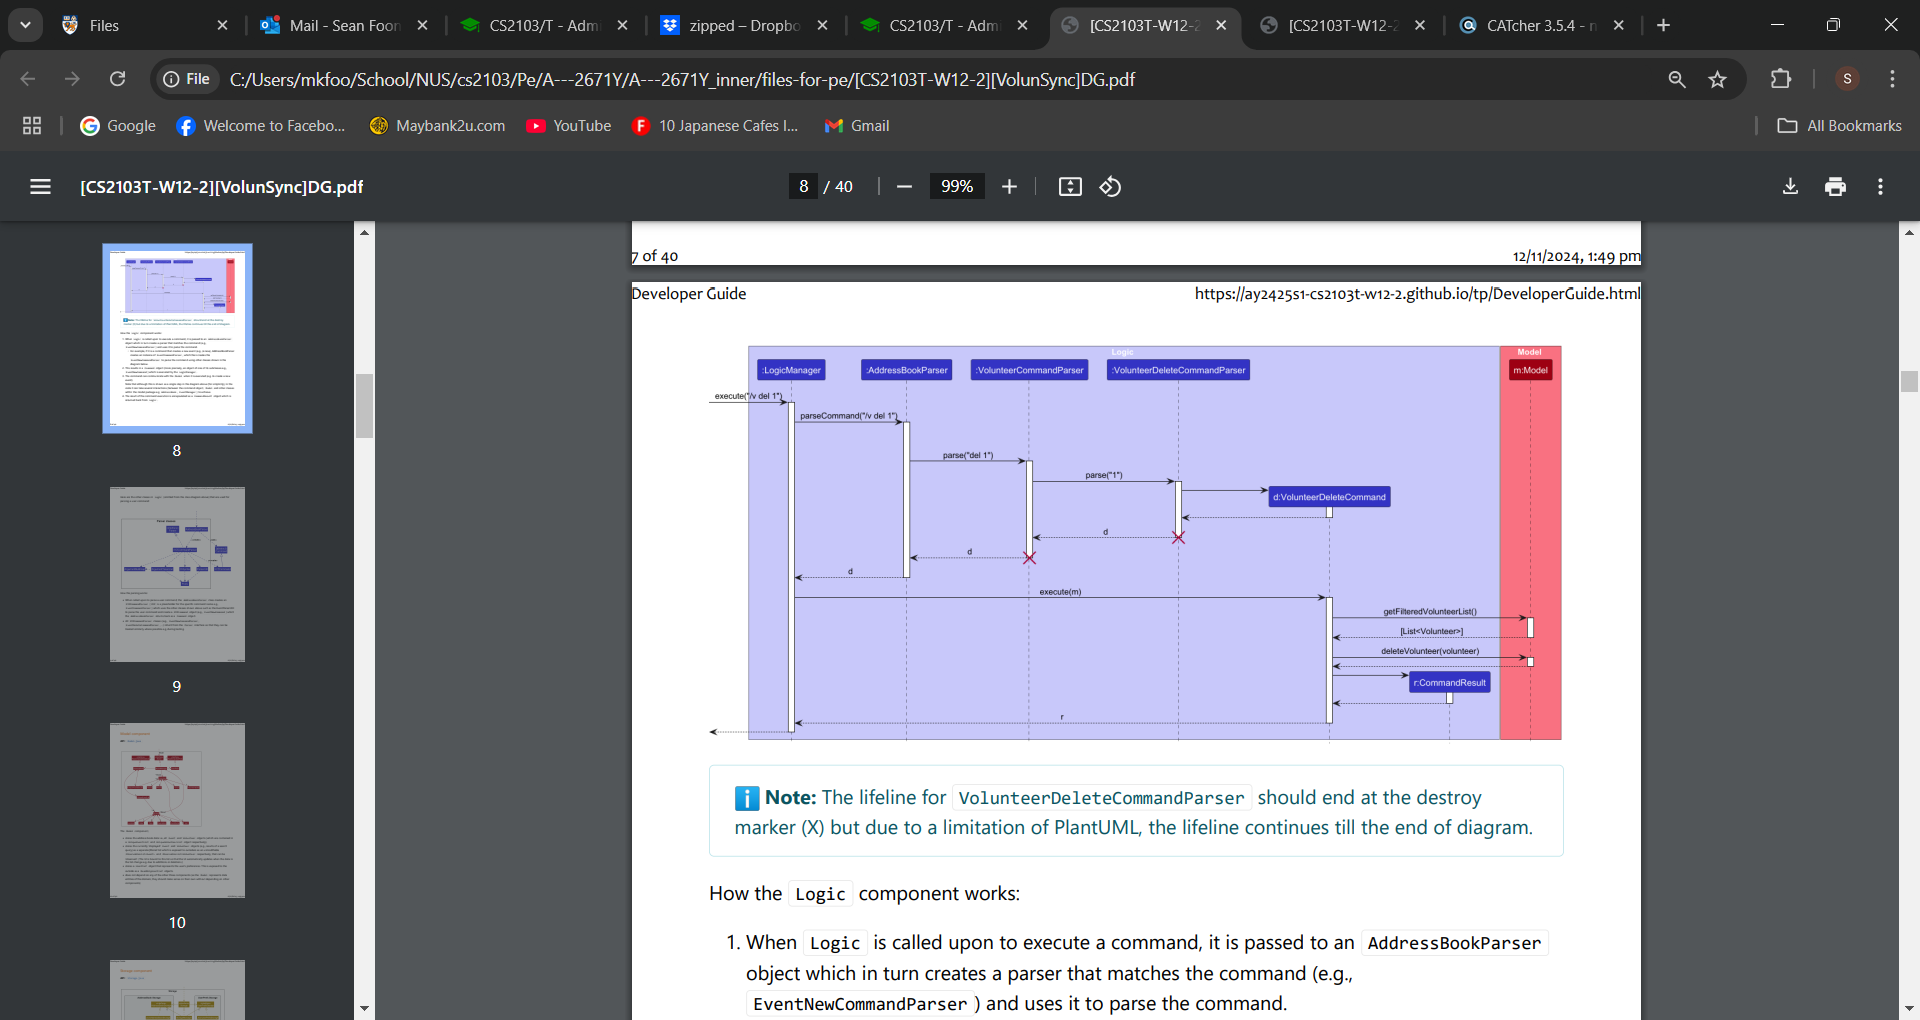 Files
Mail - Sean Foon
CS2103/T - Adm
zipped – Dropbo
CS2103/T - Adm
[CS2103T-W12-2
[CS2103T-W12-2
CATcher 3.5.4 - n
File
C:/Users/mkfoo/School/NUS/cs2103/Pe/A---2671Y/A---2671Y_inner/files-for-pe/[CS2103T-W12-2][VolunSync]DG.pdf
S
Google
Welcome to Facebo...
Maybank2u.com
YouTube
10 Japanese Cafes I...
Gmail
All Bookmarks
[CS2103T-W12-2][VolunSync]DG.pdf
8 / 40
99%
8
9
10
7 of 40
12/11/2024, 1:49 pm
Developer Guide
https://ay2425s1-cs2103t-w12-2.github.io/tp/DeveloperGuide.html
Logic
Model
:LogicManager
:AddressBookParser
:VolunteerCommandParser
:VolunteerDeleteCommandParser
m:Model
execute("/v del 1")
parseCommand("/v del 1")
parse("del 1")
parse("1")
d:VolunteerDeleteCommand
d
d
d
execute(m)
getFilteredVolunteerList()
[List<Volunteer>]
deleteVolunteer(volunteer)
r:CommandResult
r
Note: The lifeline for VolunteerDeleteCommandParser should end at the destroy
marker (X) but due to a limitation of PlantUML, the lifeline continues till the end of diagram.
How the Logic component works:
1. When Logic is called upon to execute a command, it is passed to an AddressBookParser
object which in turn creates a parser that matches the command (e.g.,
EventNewCommandParser ) and uses it to parse the command.